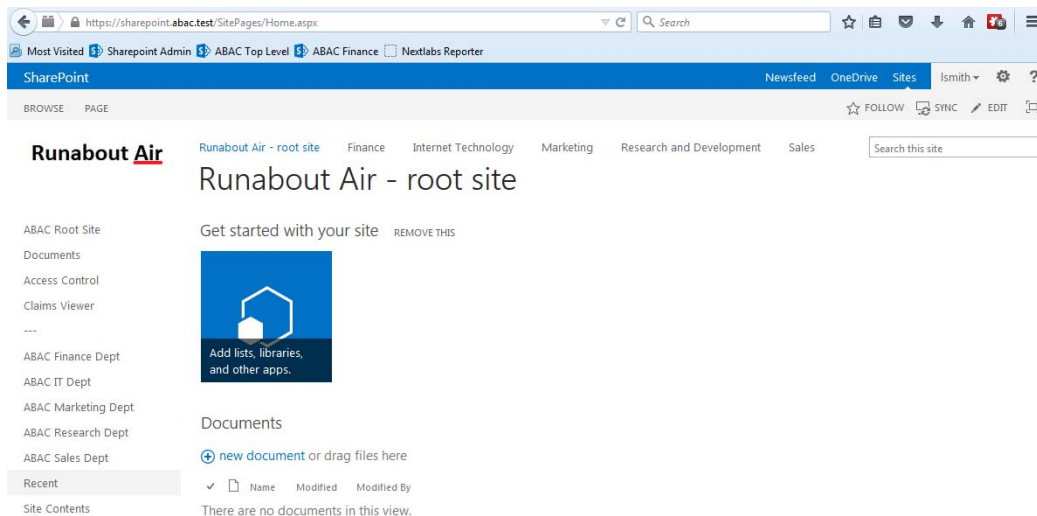 https://sharepoint.abac.test/SitePages/Home.aspx Search 6
Most Visited Sharepoint Admin ABAC Top Level ABAC Finance Nextlabs Reporter
SharePoint Newsfeed OneDrive Sites lsmith ?
BROWSE PAGE FOLLOW SYNC EDIT
Runabout Air
Runabout Air - root site Finance Internet Technology Marketing Research and Development Sales Search this site
Runabout Air - root site
ABAC Root Site
Documents
Access Control
Claims Viewer
---
ABAC Finance Dept
ABAC IT Dept
ABAC Marketing Dept
ABAC Research Dept
ABAC Sales Dept
Recent
Site Contents
Get started with your site REMOVE THIS
Add lists, libraries,
and other apps.
Documents
new document or drag files here
Name Modified Modified By
There are no documents in this view.